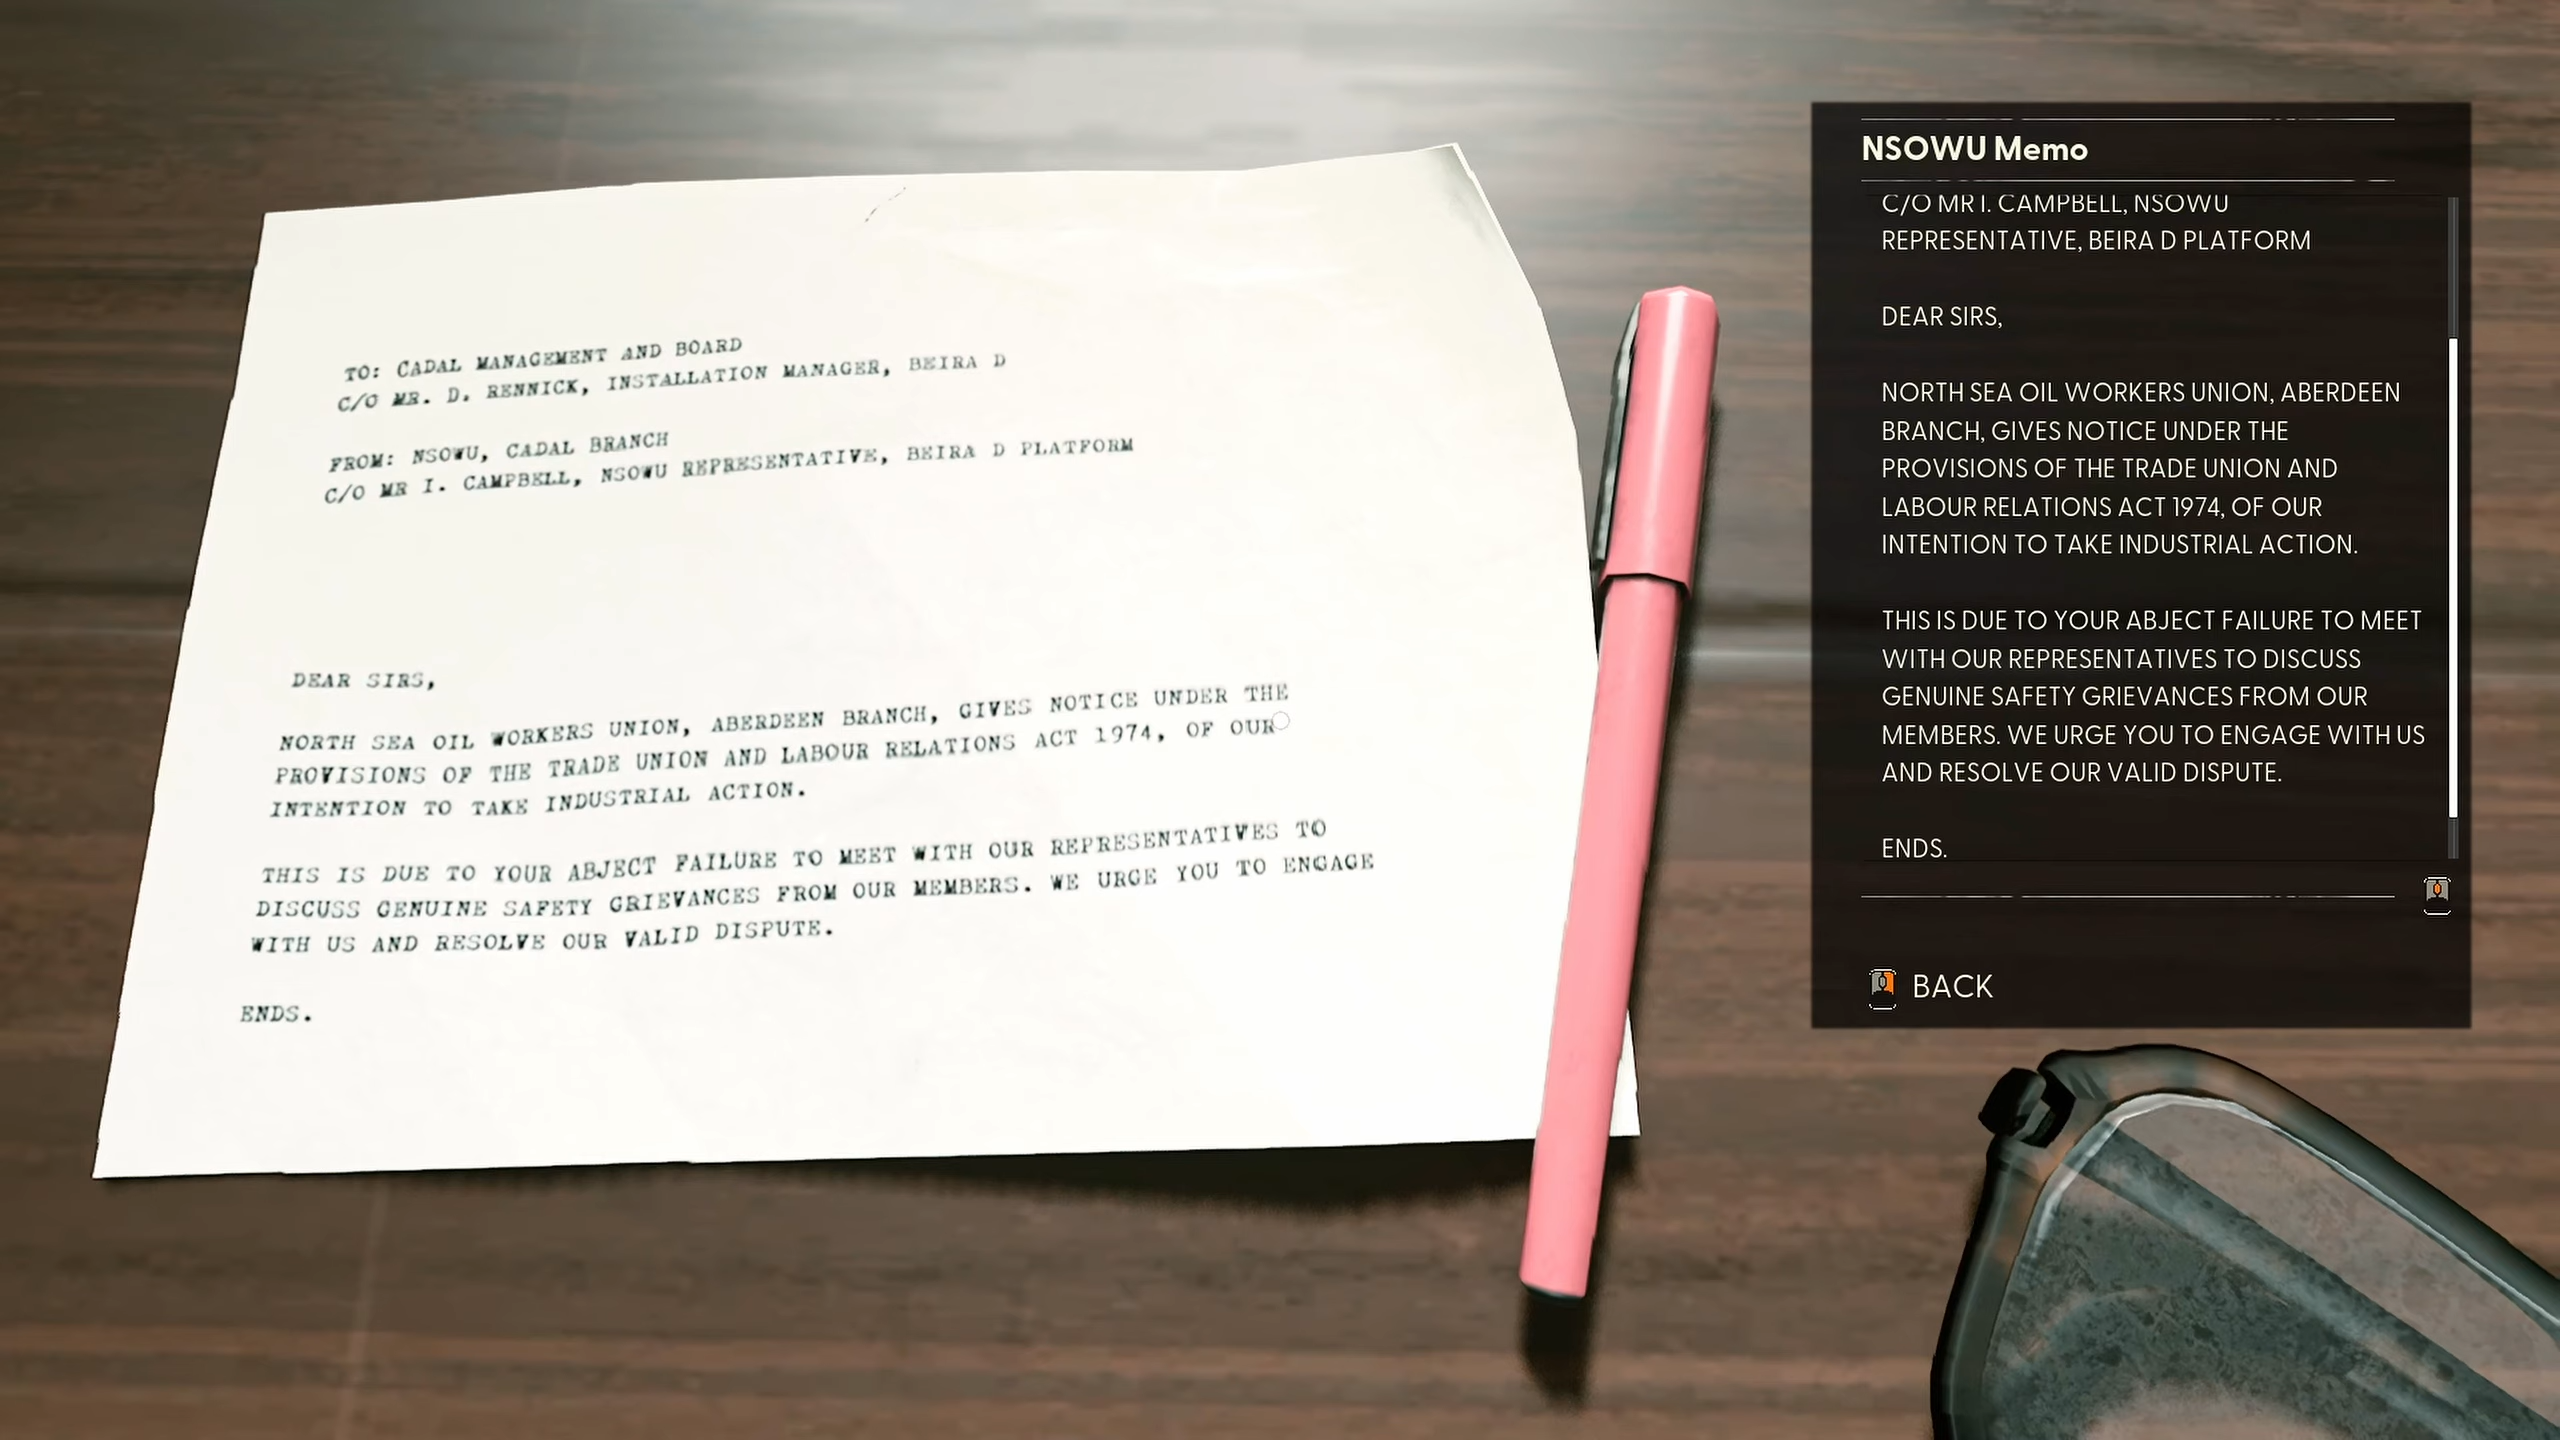 TO: CADAL MANAGEMENT AND BOARD
C/O MR. D. RENNICK, INSTALLATION MANAGER, BEIRA D
FROM: NSOWU, CADAL BRANCH
C/O MR I. CAMPBELL, NSOWU REPRESENTATIVE, BEIRA D PLATFORM
DEAR SIRS,
NORTH SEA OIL WORKERS UNION, ABERDEEN BRANCH, GIVES NOTICE UNDER THE
PROVISIONS OF THE TRADE UNION AND LABOUR RELATIONS ACT 1974, OF OUR
INTENTION TO TAKE INDUSTRIAL ACTION.
THIS IS DUE TO YOUR ABJECT FAILURE TO MEET WITH OUR REPRESENTATIVES TO
DISCUSS GENUINE SAFETY GRIEVANCES FROM OUR MEMBERS. WE URGE YOU TO ENGAGE
WITH US AND RESOLVE OUR VALID DISPUTE.
ENDS.
NSOWU Memo
C/O MR I. CAMPBELL, NSOWU
REPRESENTATIVE, BEIRA D PLATFORM
DEAR SIRS,
NORTH SEA OIL WORKERS UNION, ABERDEEN
BRANCH, GIVES NOTICE UNDER THE
PROVISIONS OF THE TRADE UNION AND
LABOUR RELATIONS ACT 1974, OF OUR
INTENTION TO TAKE INDUSTRIAL ACTION.
THIS IS DUE TO YOUR ABJECT FAILURE TO MEET
WITH OUR REPRESENTATIVES TO DISCUSS
GENUINE SAFETY GRIEVANCES FROM OUR
MEMBERS. WE URGE YOU TO ENGAGE WITH US
AND RESOLVE OUR VALID DISPUTE.
ENDS.
BACK